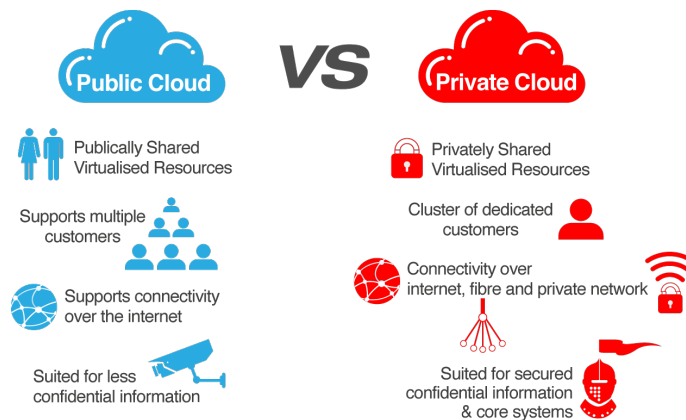 Public Cloud
VS
Private Cloud
Publically Shared
Virtualised Resources
Supports multiple
customers
Supports connectivity
over the internet
Suited for less
confidential information
Privately Shared
Virtualised Resources
Cluster of dedicated
customers
Connectivity over
internet, fibre and private network
Suited for secured
confidential information
& core systems